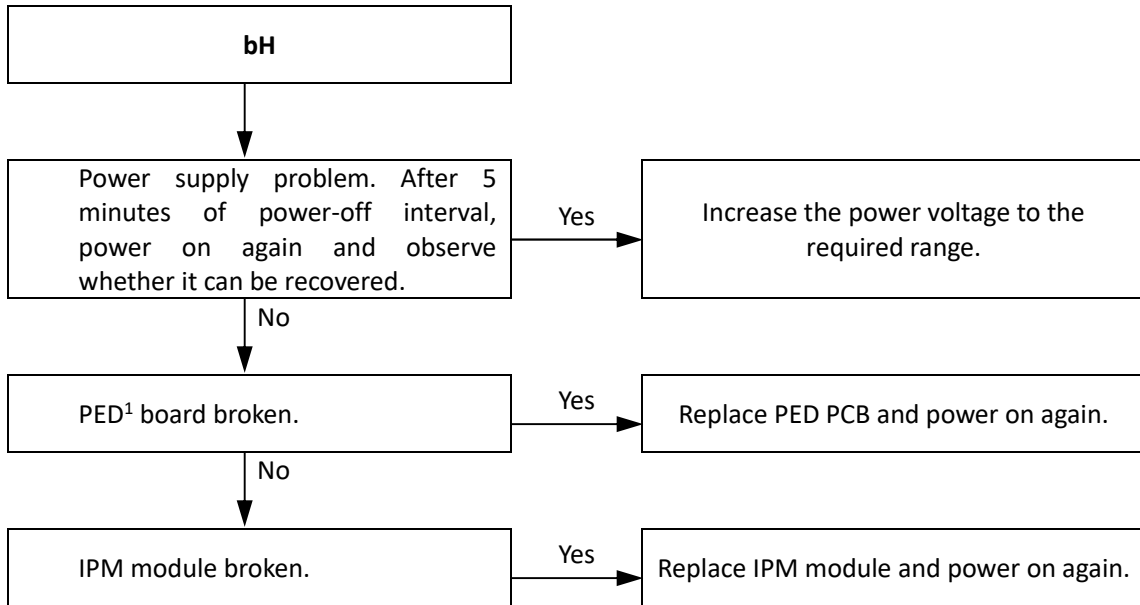 bH
Power supply problem. After 5
minutes of power-off interval,
power on again and observe
whether it can be recovered.
Yes
Increase the power voltage to the
required range.
No
PED¹ board broken.
Yes
Replace PED PCB and power on again.
No
IPM module broken.
Yes
Replace IPM module and power on again.